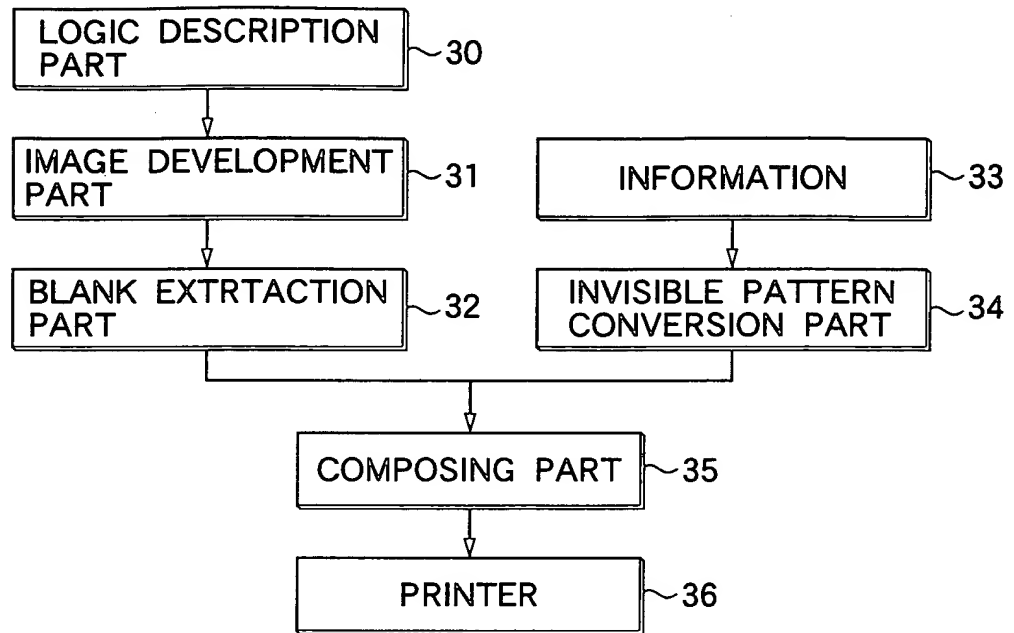 LOGIC DESCRIPTION
PART
30
IMAGE DEVELOPMENT
PART
31
INFORMATION
33
BLANK EXTRTACTION
PART
32
INVISIBLE PATTERN
CONVERSION PART
34
COMPOSING PART
35
PRINTER
36